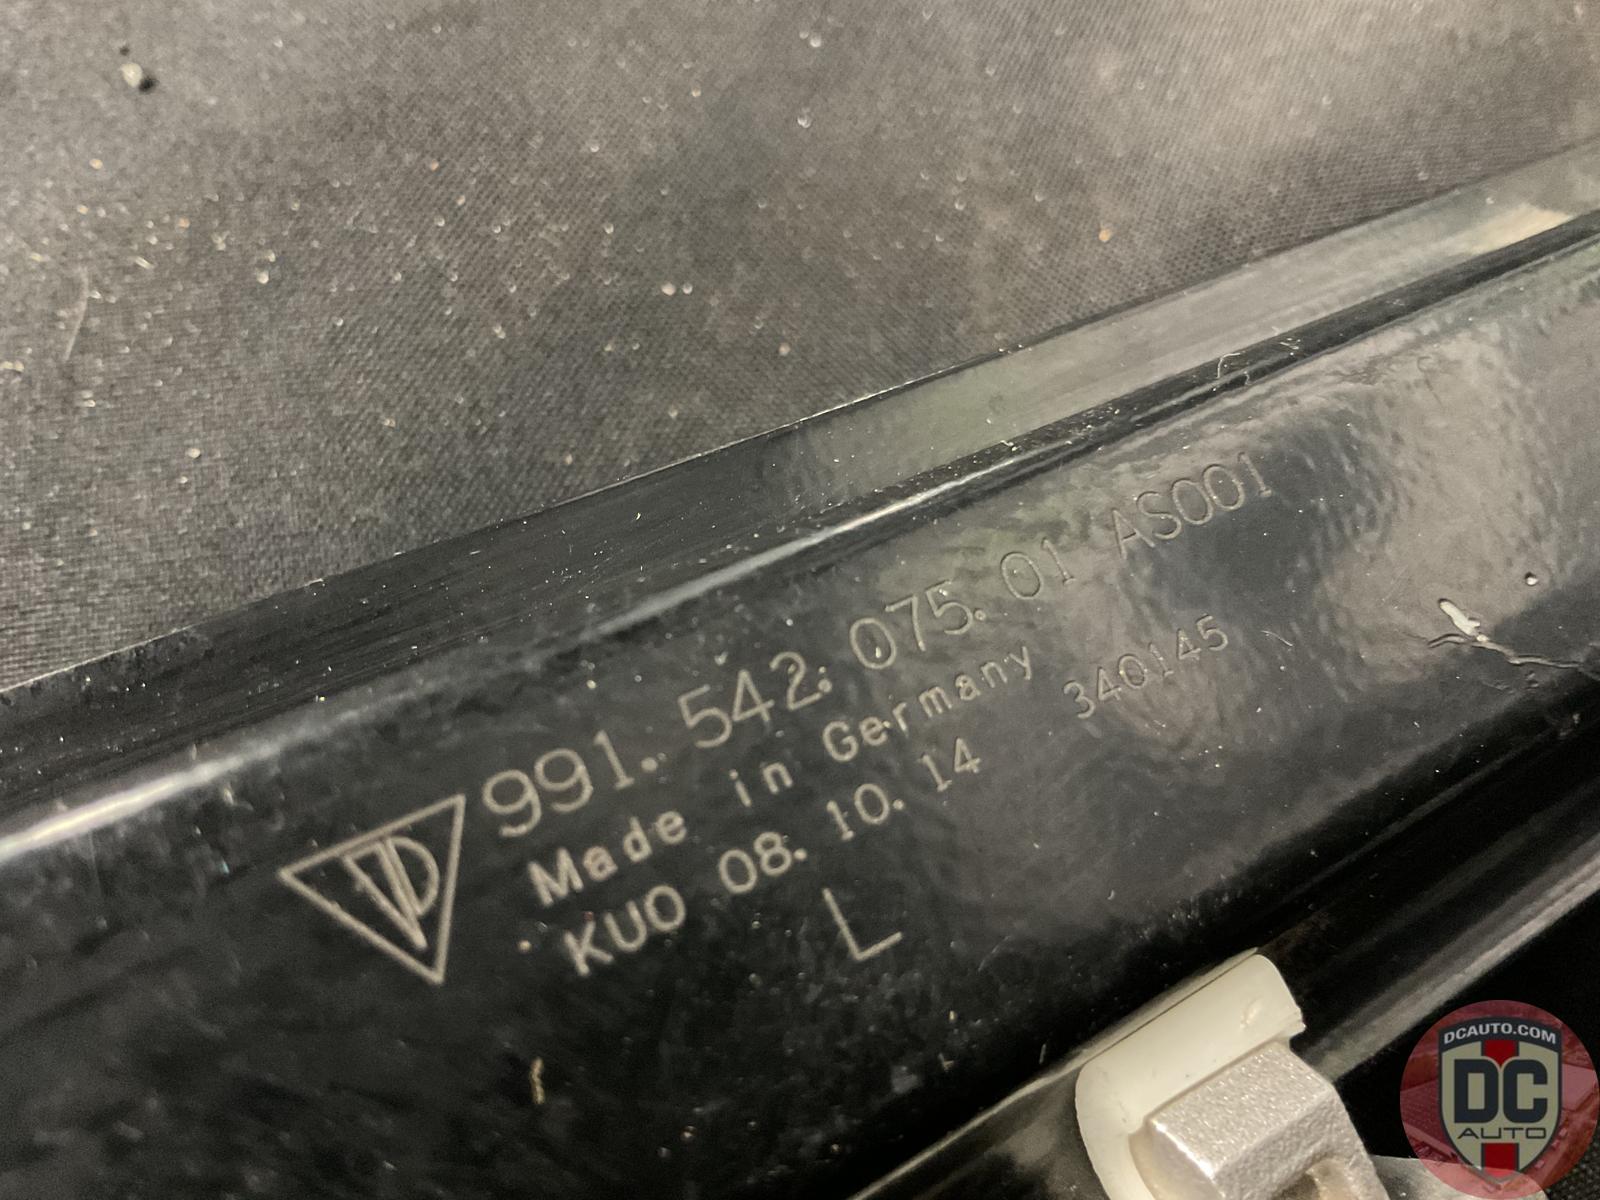 991. 542. 075. 01 AS001
Made in Germany
KUO 08. 10. 14 340145
L
DCAUTO.COM
DC
AUTO